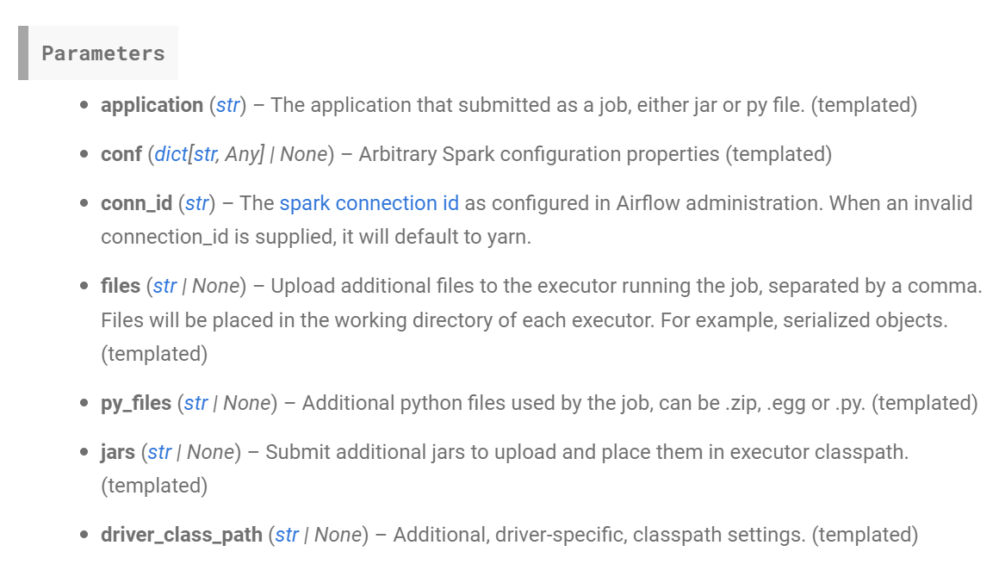 Parameters
• application (str) – The application that submitted as a job, either jar or py file. (templated)
• conf (dict[str, Any] | None) – Arbitrary Spark configuration properties (templated)
• conn_id (str) – The spark connection id as configured in Airflow administration. When an invalid
connection_id is supplied, it will default to yarn.
• files (str | None) – Upload additional files to the executor running the job, separated by a comma.
Files will be placed in the working directory of each executor. For example, serialized objects.
(templated)
• py_files (str | None) – Additional python files used by the job, can be .zip, .egg or .py. (templated)
• jars (str | None) – Submit additional jars to upload and place them in executor classpath.
(templated)
• driver_class_path (str | None) – Additional, driver-specific, classpath settings. (templated)